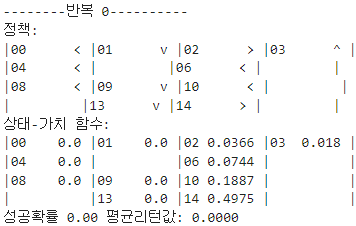 --------반복 0----------
정책:
|00      < |01      v |02      > |03      ^ |
|04      < |          |06      < |          |
|08      < |09      v |10      < |          |
|          |13      v |14      > |          |
상태-가치 함수:
|00    0.0 |01    0.0 |02 0.0366 |03  0.018 |
|04    0.0 |          |06 0.0744 |          |
|08    0.0 |09    0.0 |10 0.1887 |          |
|          |13    0.0 |14 0.4975 |          |
성공확률 0.00 평균리턴값: 0.0000